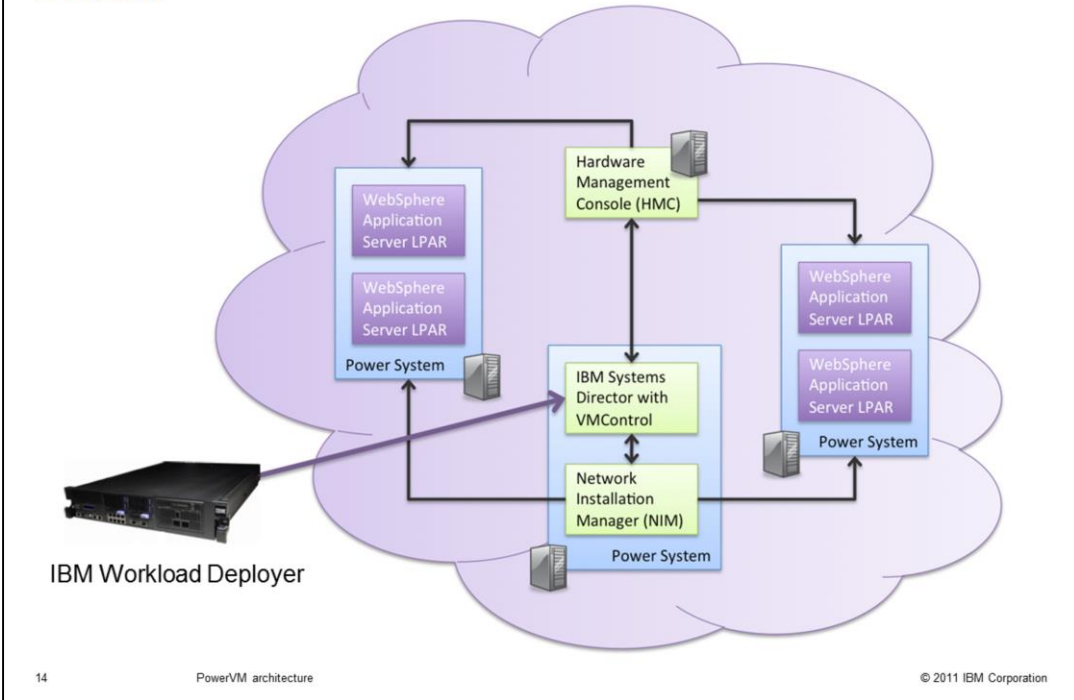 Hardware
Management
Console (HMC)
WebSphere
Application
Server LPAR
WebSphere
Application
Server LPAR
Power System
WebSphere
Application
Server LPAR
WebSphere
Application
Server LPAR
Power System
IBM Systems
Director with
VMControl
Network
Installation
Manager (NIM)
Power System
IBM Workload Deployer
14
PowerVM architecture
© 2011 IBM Corporation